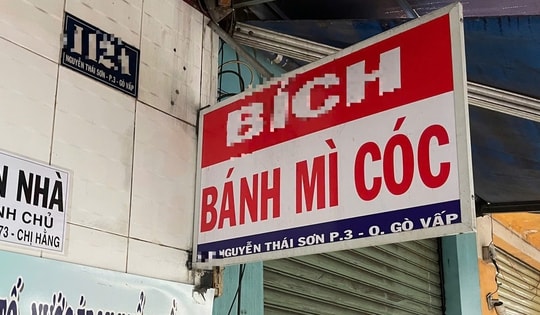 NGUYỄN THÁI SƠN - P.3 - GÒ VẤP
BÍCH
BÁNH MÌ CÓC
NGUYỄN THÁI SƠN P.3 - Q. GÒ VẤP
N NHÀ
NH CHỦ
73 - CHỊ HẰNG